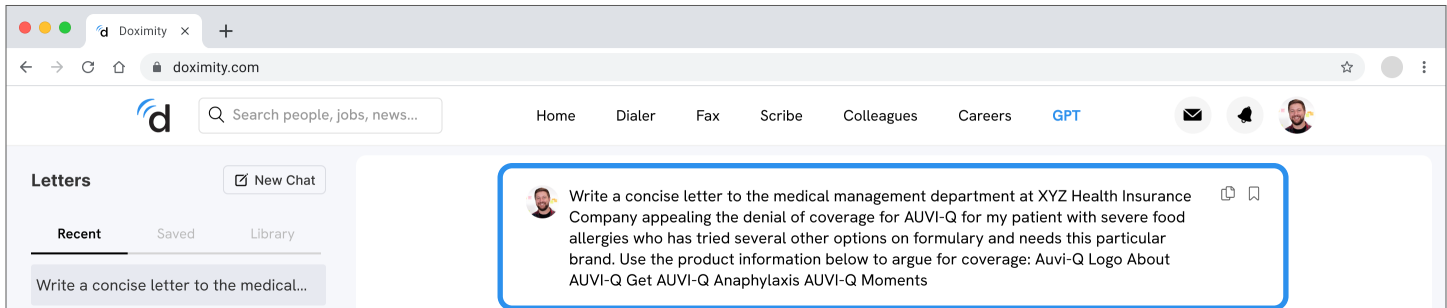 d Doximity
doximity.com
d
Search people, jobs, news...
Home Dialer Fax Scribe Colleagues Careers GPT
Letters
New Chat
Recent Saved Library
Write a concise letter to the medical...
Write a concise letter to the medical management department at XYZ Health Insurance
Company appealing the denial of coverage for AUVI-Q for my patient with severe food
allergies who has tried several other options on formulary and needs this particular
brand. Use the product information below to argue for coverage: Auvi-Q Logo About
AUVI-Q Get AUVI-Q Anaphylaxis AUVI-Q Moments